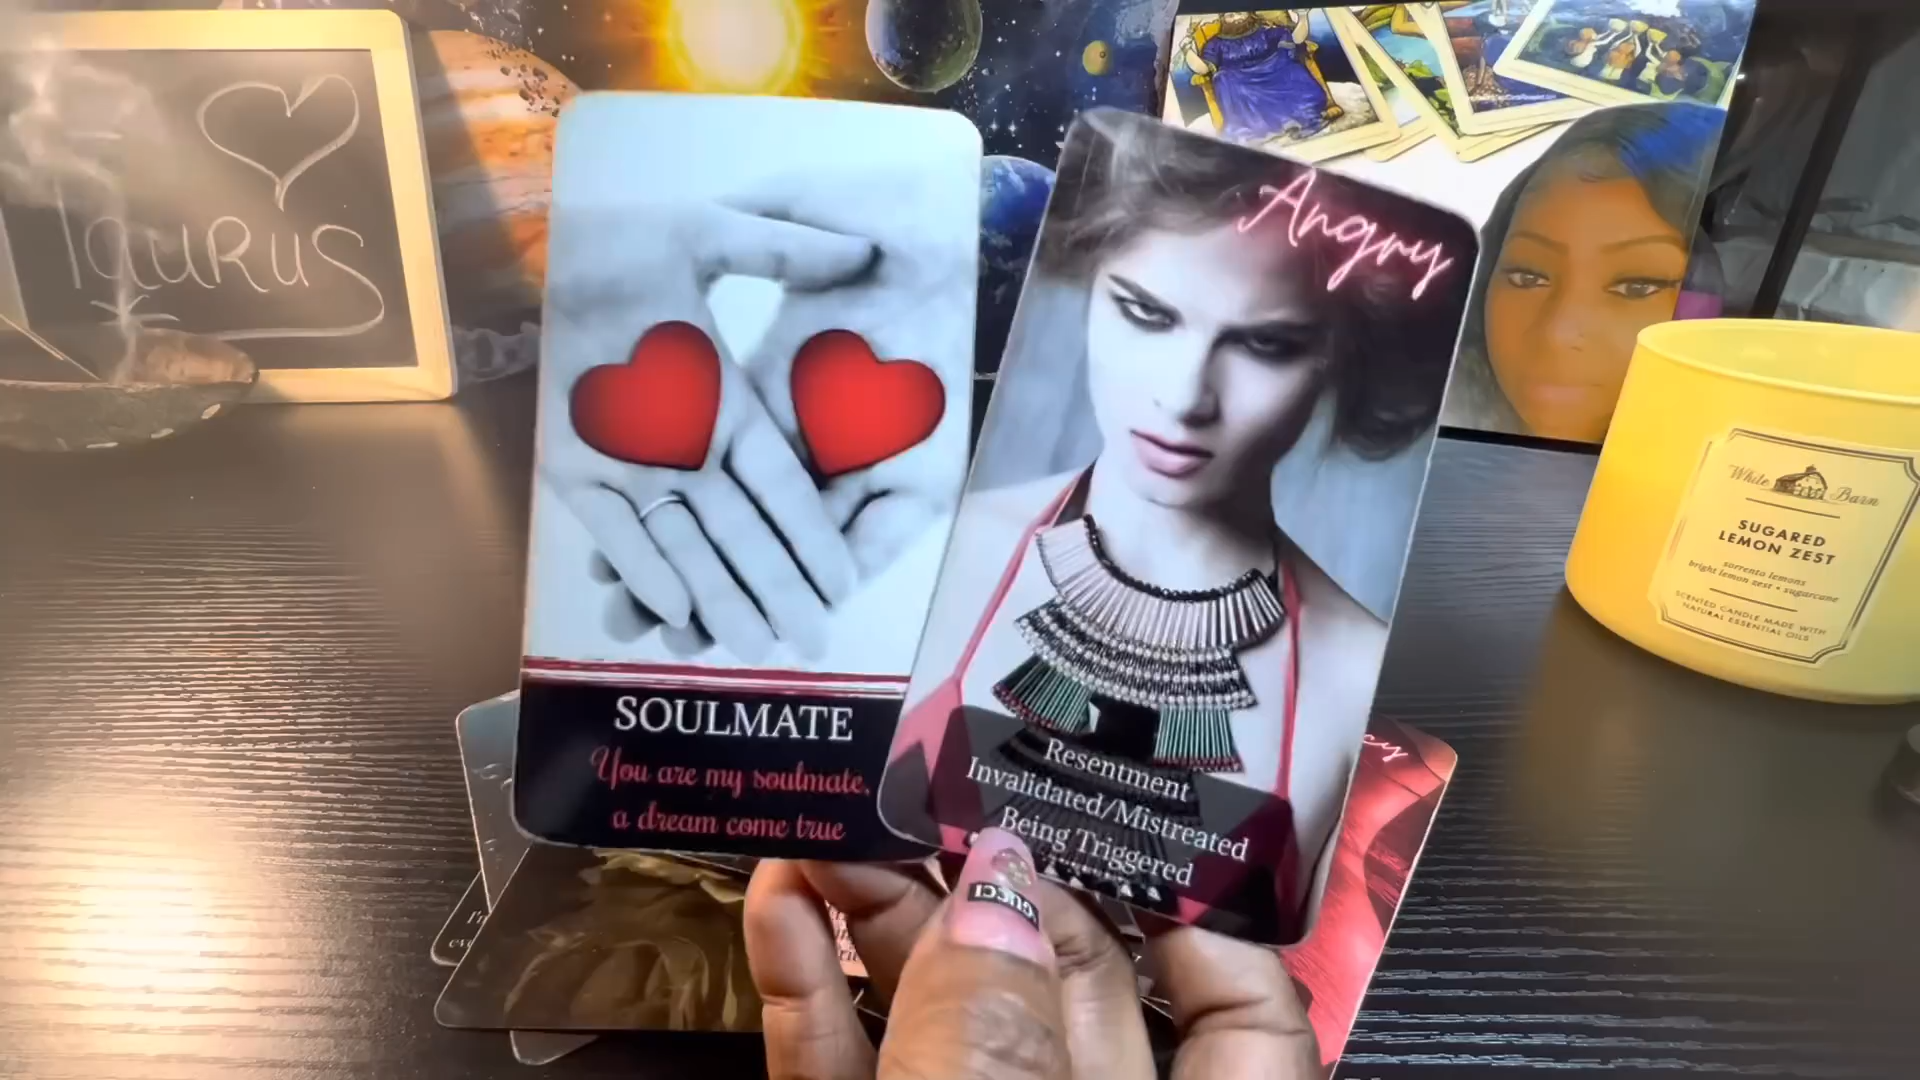 Taurus
SOULMATE
You are my soulmate,
a dream come true
Angry
Resentment
Invalidated/Mistreated
Being Triggered
White Barn
SUGARED
LEMON ZEST
sorrento lemons
bright lemon zest • sugarcane
SCENTED CANDLE MADE WITH
NATURAL ESSENTIAL OILS